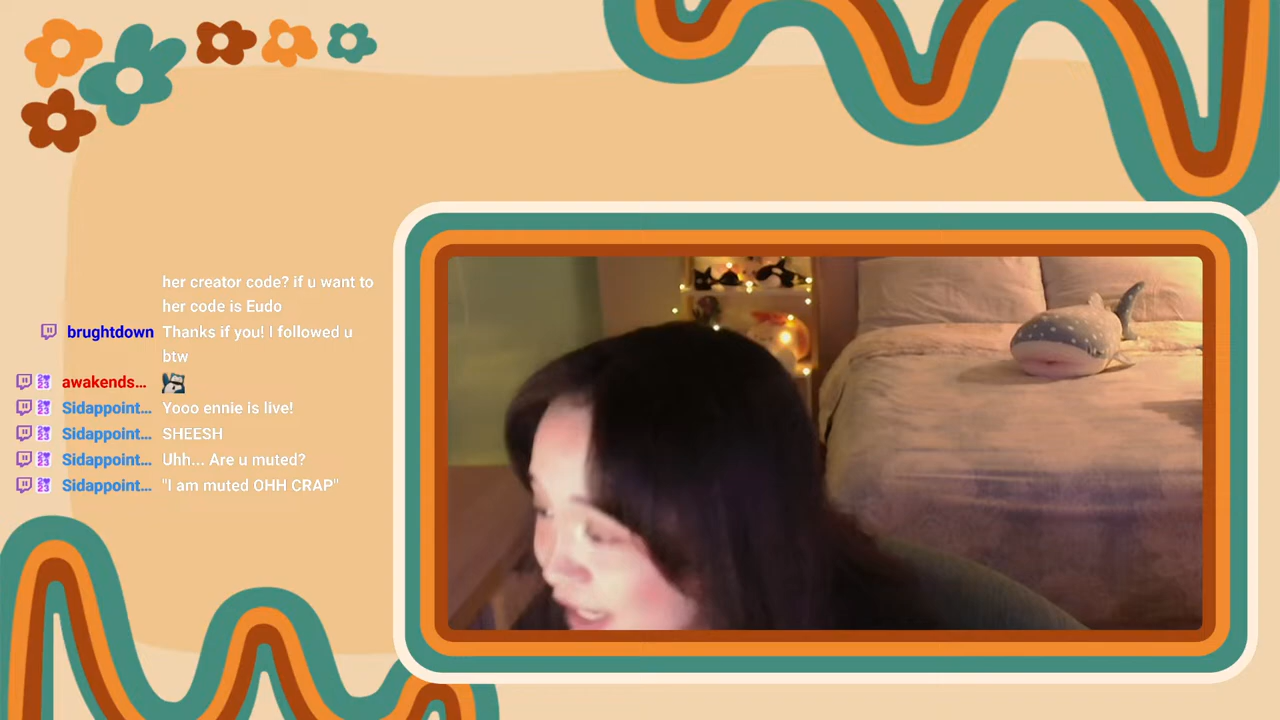 her creator code? if u want to
her code is Eudo
brughtdown Thanks if you! I followed u
btw
awakends...
Sidappoint... Yooo ennie is live!
Sidappoint... SHEESH
Sidappoint... Uhh... Are u muted?
Sidappoint... "I am muted OHH CRAP"